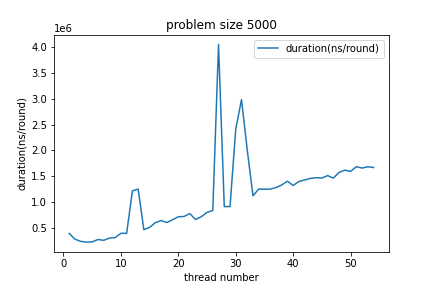 problem size 5000
1e6
duration(ns/round)
4.0
3.5
3.0
2.5
2.0
1.5
1.0
0.5
duration(ns/round)
0 10 20 30 40 50
thread number